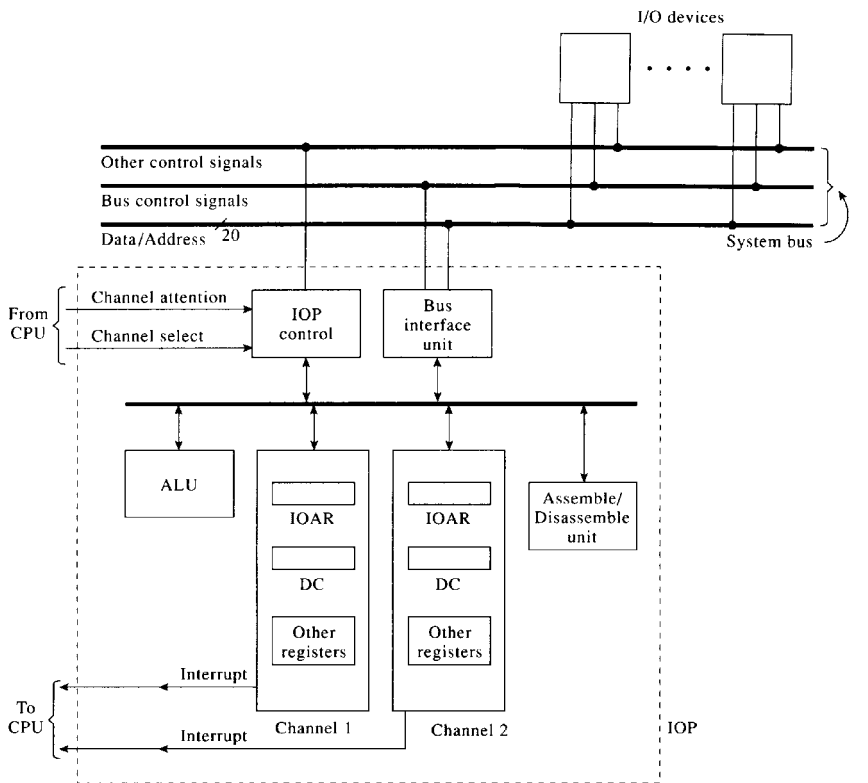 I/O devices
Other control signals
Bus control signals
Data/Address
20
System bus
From
CPU
Channel attention
Channel select
IOP
control
Bus
interface
unit
ALU
IOAR
DC
Other
registers
IOAR
DC
Other
registers
Assemble/
Disassemble
unit
To
CPU
Interrupt
Interrupt
Channel 1
Channel 2
IOP